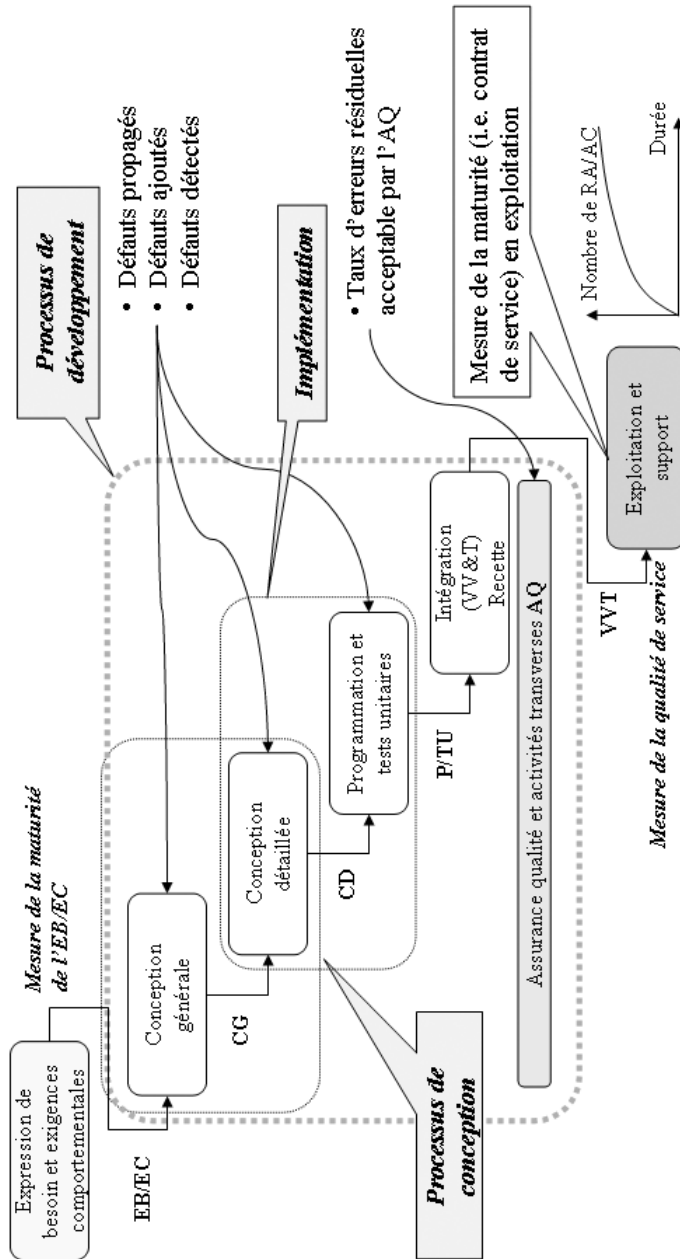 Expression de
besoin et exigences
comportementales
Mesure de la maturité
de l'EB/EC
EB/EC
Processus de
développement
• Défauts propagés
• Défauts ajoutés
• Défauts détectés
Conception
générale
CG
Conception
détaillée
CD
Implémentation
Programmation et
tests unitaires
P/TU
• Taux d'erreurs résiduelles
acceptable par l'AQ
Intégration
(VV&T)
Recette
Processus de
conception
Assurance qualité et activités transverses AQ
VVT
Mesure de la qualité de service
Mesure de la maturité (i.e. contrat
de service) en exploitation
Exploitation et
support
Nombre de RA/AC
Durée